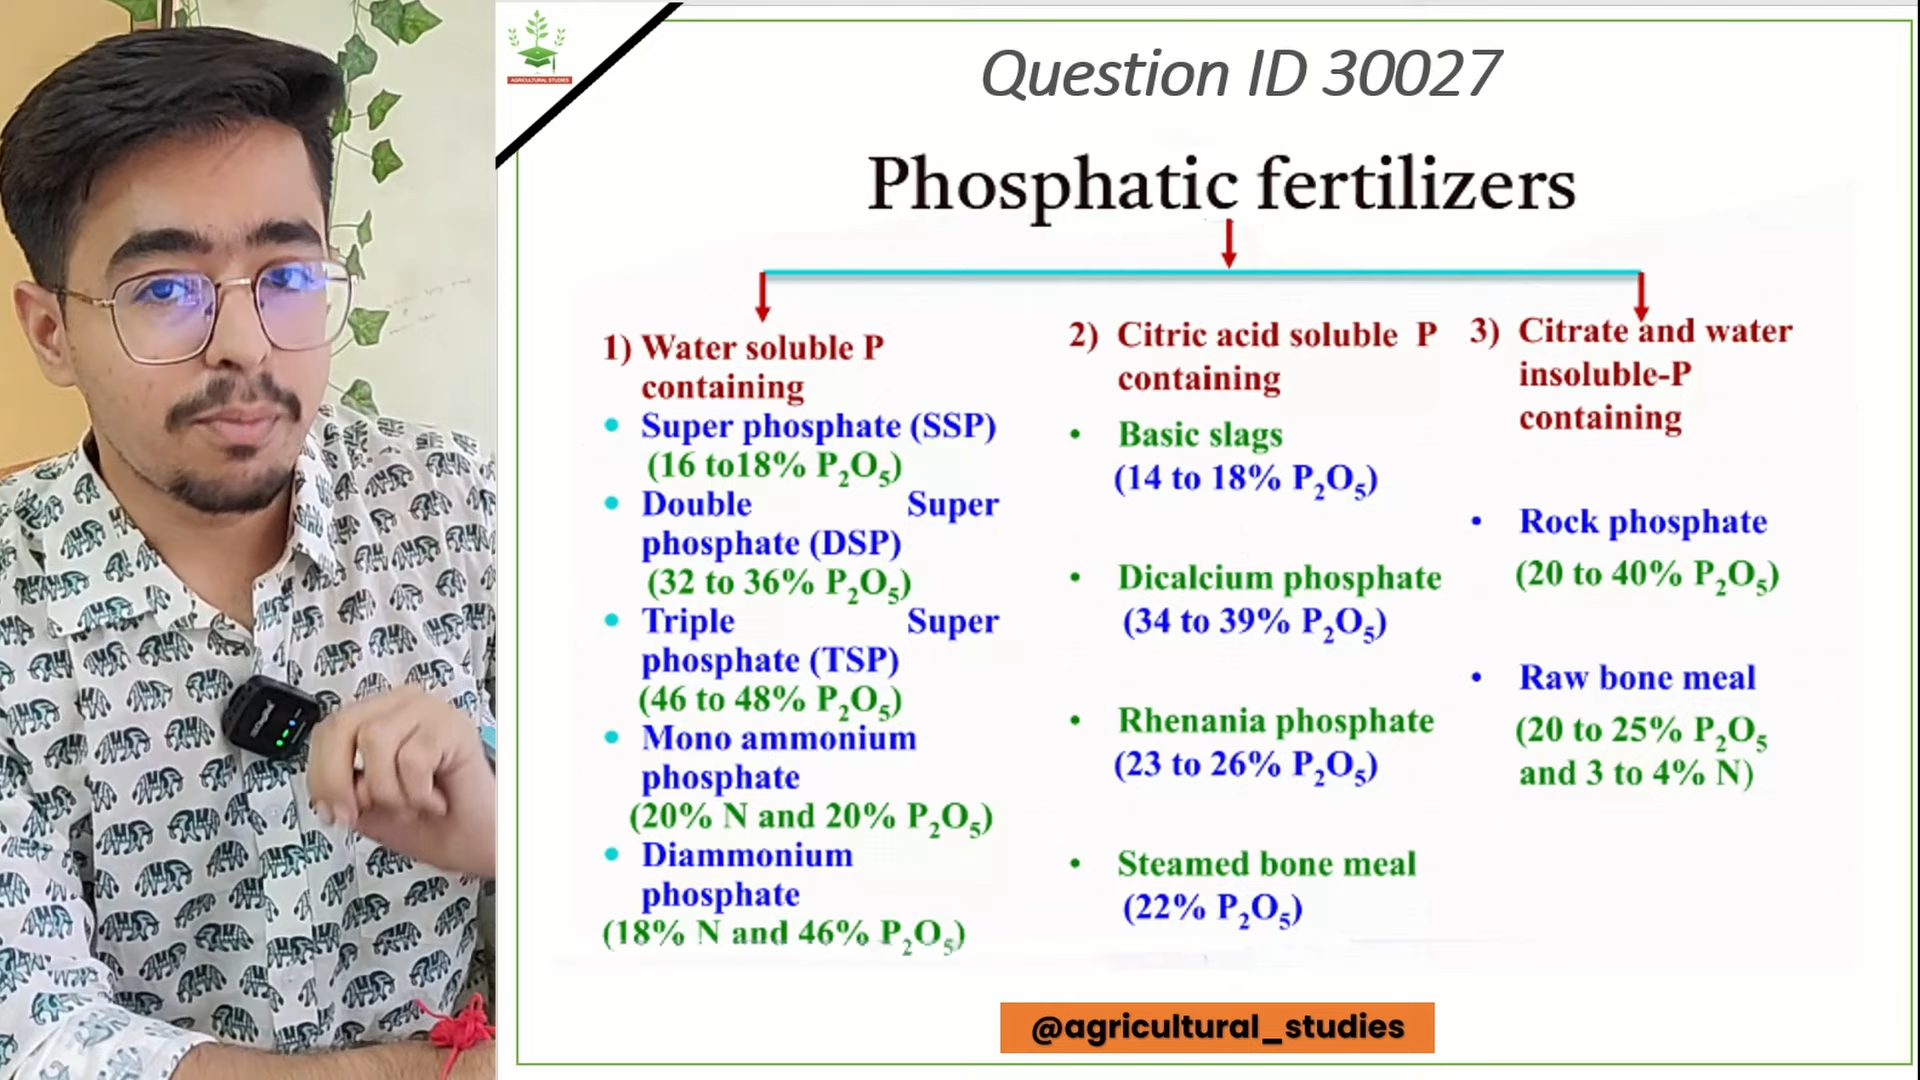 AGRICULTURAL STUDIES
Question ID 30027
Phosphatic fertilizers
1) Water soluble P
containing
• Super phosphate (SSP)
(16 to18% P₂O₅)
• Double Super
phosphate (DSP)
(32 to 36% P₂O₅)
• Triple Super
phosphate (TSP)
(46 to 48% P₂O₅)
• Mono ammonium
phosphate
(20% N and 20% P₂O₅)
• Diammonium
phosphate
(18% N and 46% P₂O₅)
2) Citric acid soluble P
containing
• Basic slags
(14 to 18% P₂O₅)
• Dicalcium phosphate
(34 to 39% P₂O₅)
• Rhenania phosphate
(23 to 26% P₂O₅)
• Steamed bone meal
(22% P₂O₅)
3) Citrate and water
insoluble-P
containing
• Rock phosphate
(20 to 40% P₂O₅)
• Raw bone meal
(20 to 25% P₂O₅
and 3 to 4% N)
@agricultural_studies